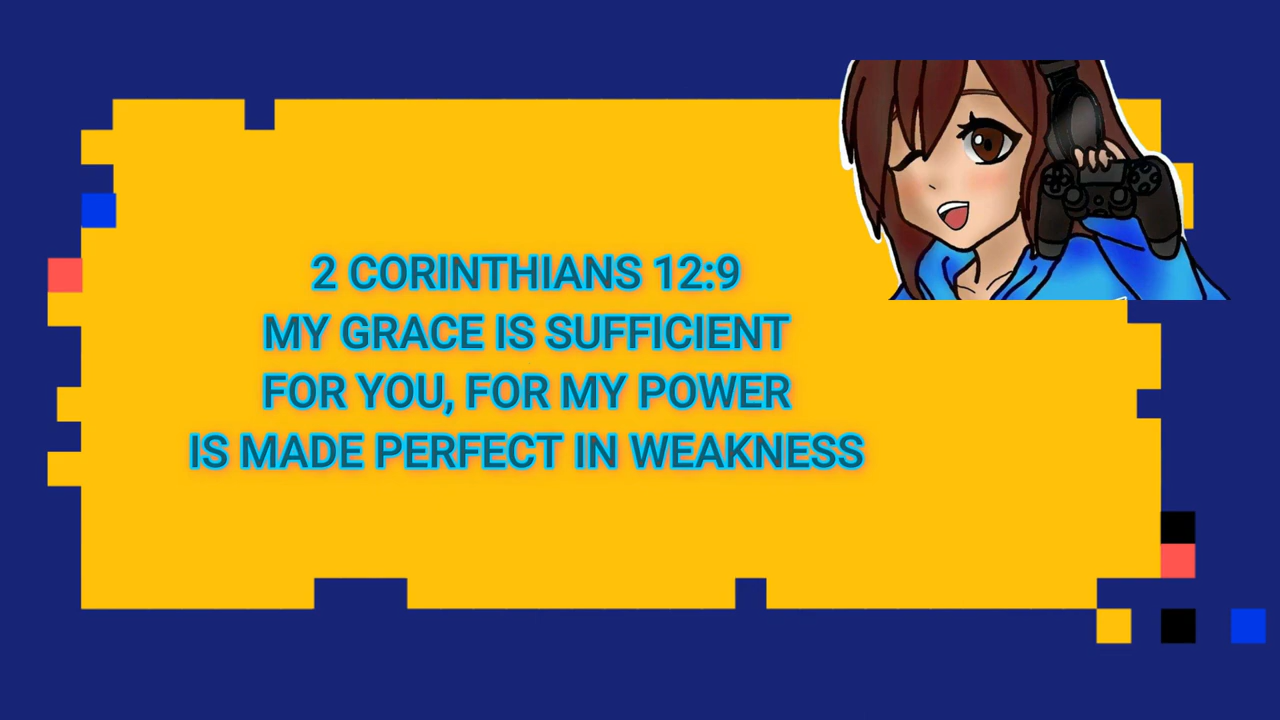 2 CORINTHIANS 12:9
MY GRACE IS SUFFICIENT
FOR YOU, FOR MY POWER
IS MADE PERFECT IN WEAKNESS